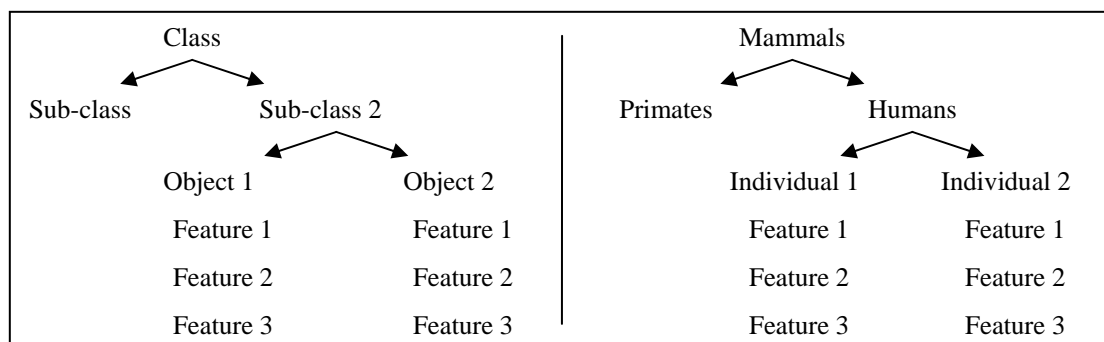 Class
Sub-class Sub-class 2
Object 1 Object 2
Feature 1 Feature 1
Feature 2 Feature 2
Feature 3 Feature 3
Mammals
Primates Humans
Individual 1 Individual 2
Feature 1 Feature 1
Feature 2 Feature 2
Feature 3 Feature 3